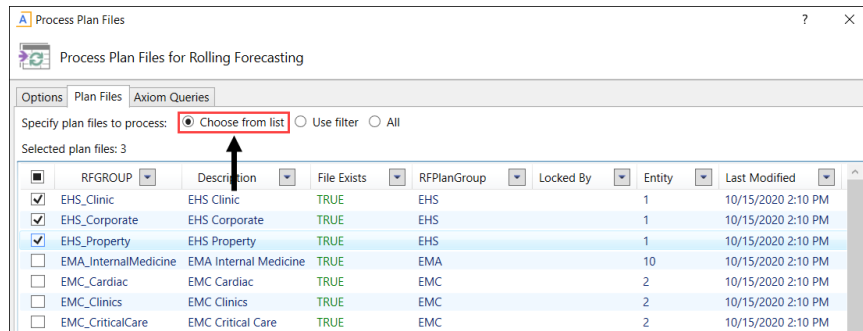 A Process Plan Files ? ×
Process Plan Files for Rolling Forecasting
Options Plan Files Axiom Queries
Specify plan files to process: Choose from list Use filter All
Selected plan files: 3
RFGROUP Description File Exists RFPlanGroup Locked By Entity Last Modified
EHS_Clinic EHS Clinic TRUE EHS 1 10/15/2020 2:10 PM
EHS_Corporate EHS Corporate TRUE EHS 1 10/15/2020 2:10 PM
EHS_Property EHS Property TRUE EHS 1 10/15/2020 2:10 PM
EMA_InternalMedicine EMA Internal Medicine TRUE EMA 10 10/15/2020 2:10 PM
EMC_Cardiac EMC Cardiac TRUE EMC 2 10/15/2020 2:10 PM
EMC_Clinics EMC Clinics TRUE EMC 2 10/15/2020 2:10 PM
EMC_CriticalCare EMC Critical Care TRUE EMC 2 10/15/2020 2:10 PM